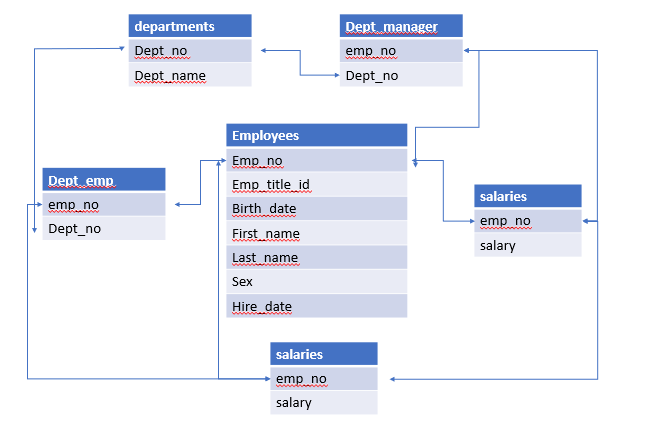 departments
Dept_no
Dept_name
Dept_manager
emp_no
Dept_no
Employees
Emp_no
Emp_title_id
Birth_date
First_name
Last_name
Sex
Hire_date
Dept_emp
emp_no
Dept_no
salaries
emp_no
salary
salaries
emp_no
salary